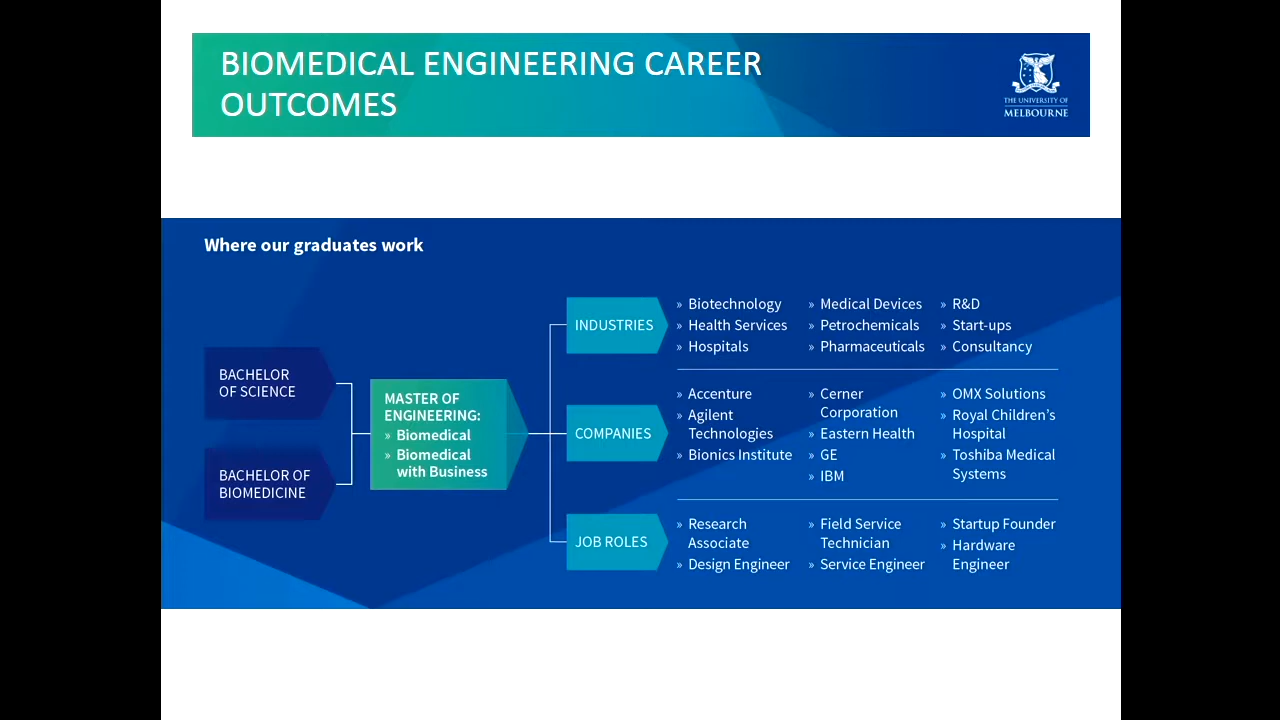 BIOMEDICAL ENGINEERING CAREER
OUTCOMES
THE UNIVERSITY OF
MELBOURNE
Where our graduates work
BACHELOR
OF SCIENCE
BACHELOR OF
BIOMEDICINE
MASTER OF
ENGINEERING:
» Biomedical
» Biomedical
with Business
INDUSTRIES
» Biotechnology
» Health Services
» Hospitals
» Medical Devices
» Petrochemicals
» Pharmaceuticals
» R&D
» Start-ups
» Consultancy
COMPANIES
» Accenture
» Agilent
Technologies
» Bionics Institute
» Cerner
Corporation
» Eastern Health
» GE
» IBM
» OMX Solutions
» Royal Children's
Hospital
» Toshiba Medical
Systems
JOB ROLES
» Research
Associate
» Design Engineer
» Field Service
Technician
» Service Engineer
» Startup Founder
» Hardware
Engineer